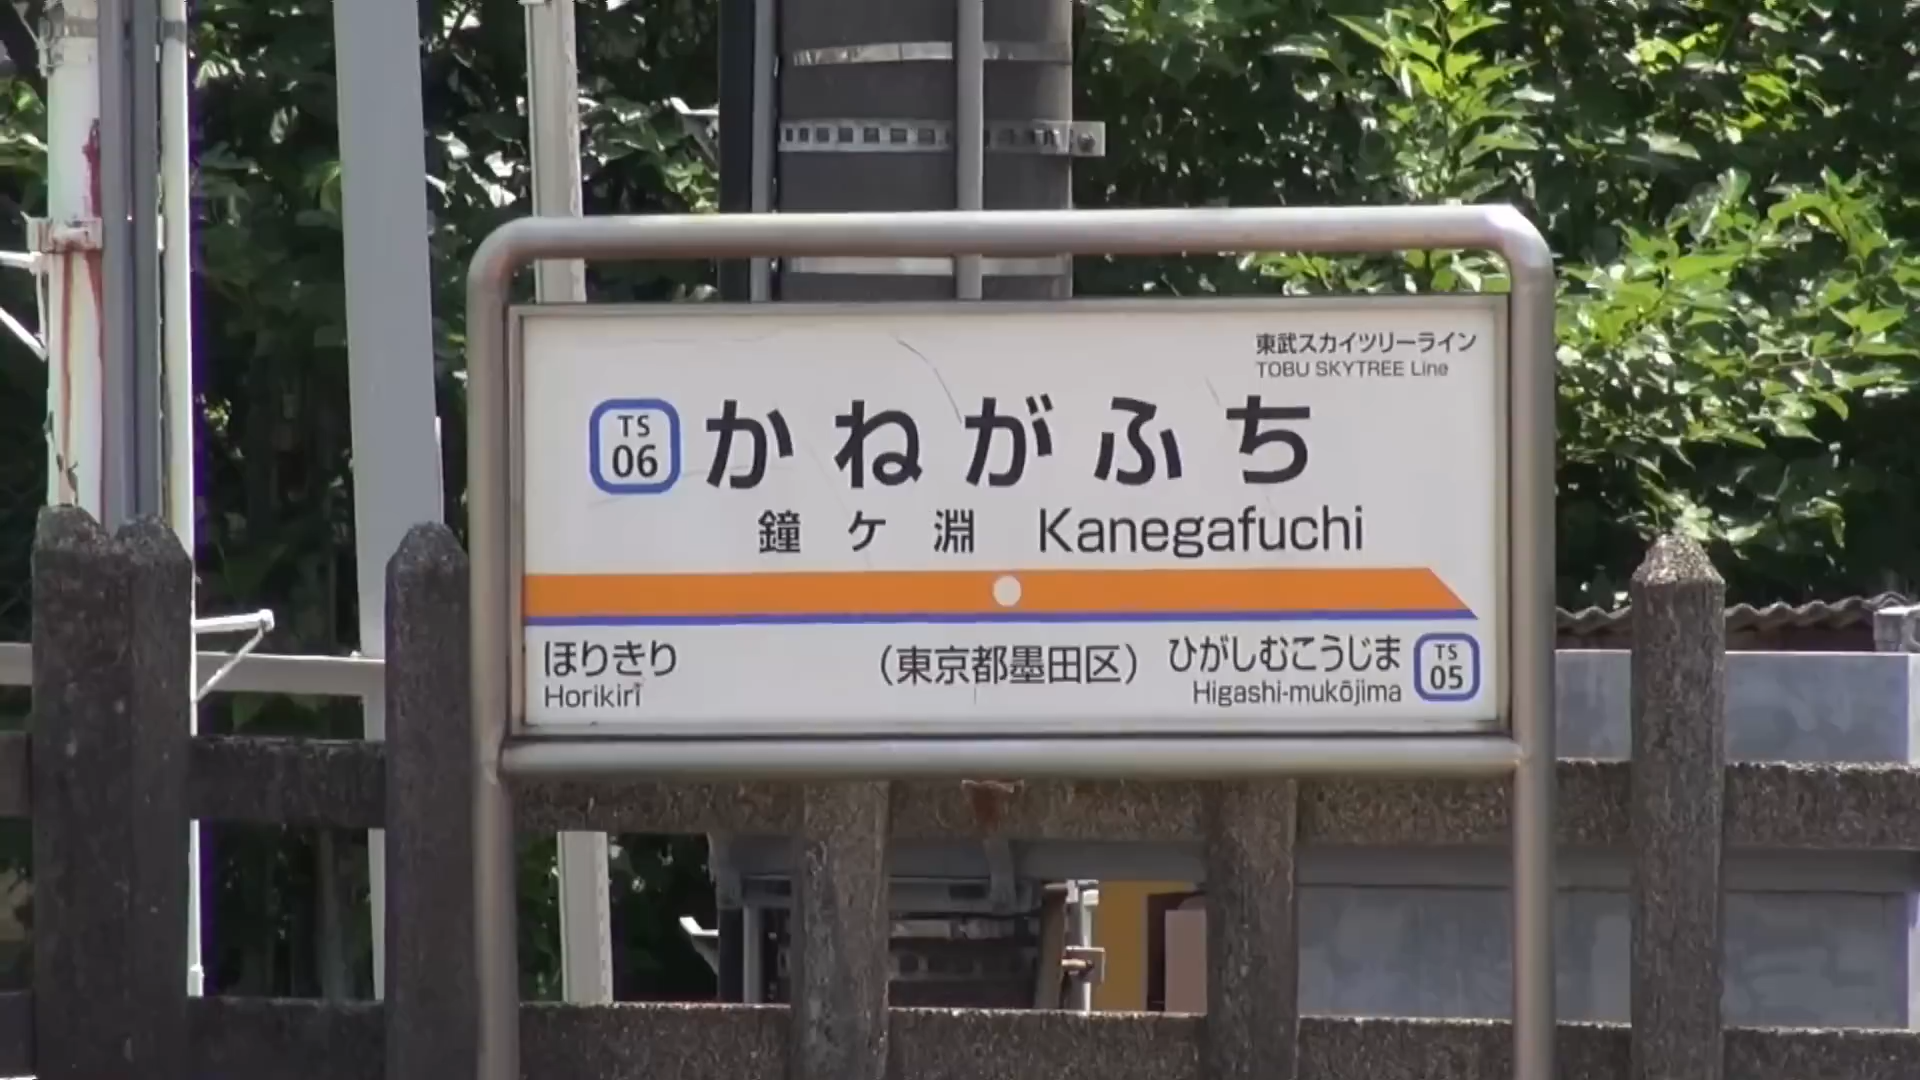 東武スカイツリーライン
TOBU SKYTREE Line
TS
06
かねがふち
鐘ヶ淵 Kanegafuchi
ほりきり
Horikiri
(東京都墨田区)
ひがしむこうじま
Higashi-mukōjima
TS
05